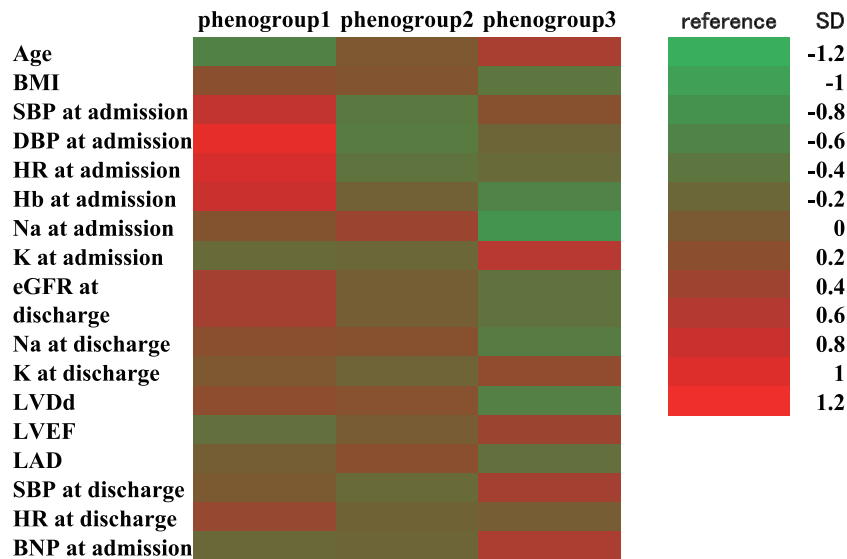 phenogroup1 phenogroup2 phenogroup3 reference SD
Age -1.2
BMI -1
SBP at admission -0.8
DBP at admission -0.6
HR at admission -0.4
Hb at admission -0.2
Na at admission 0
K at admission 0.2
eGFR at 0.4
discharge 0.6
Na at discharge 0.8
K at discharge 1
LVDd 1.2
LVEF
LAD
SBP at discharge
HR at discharge
BNP at admission